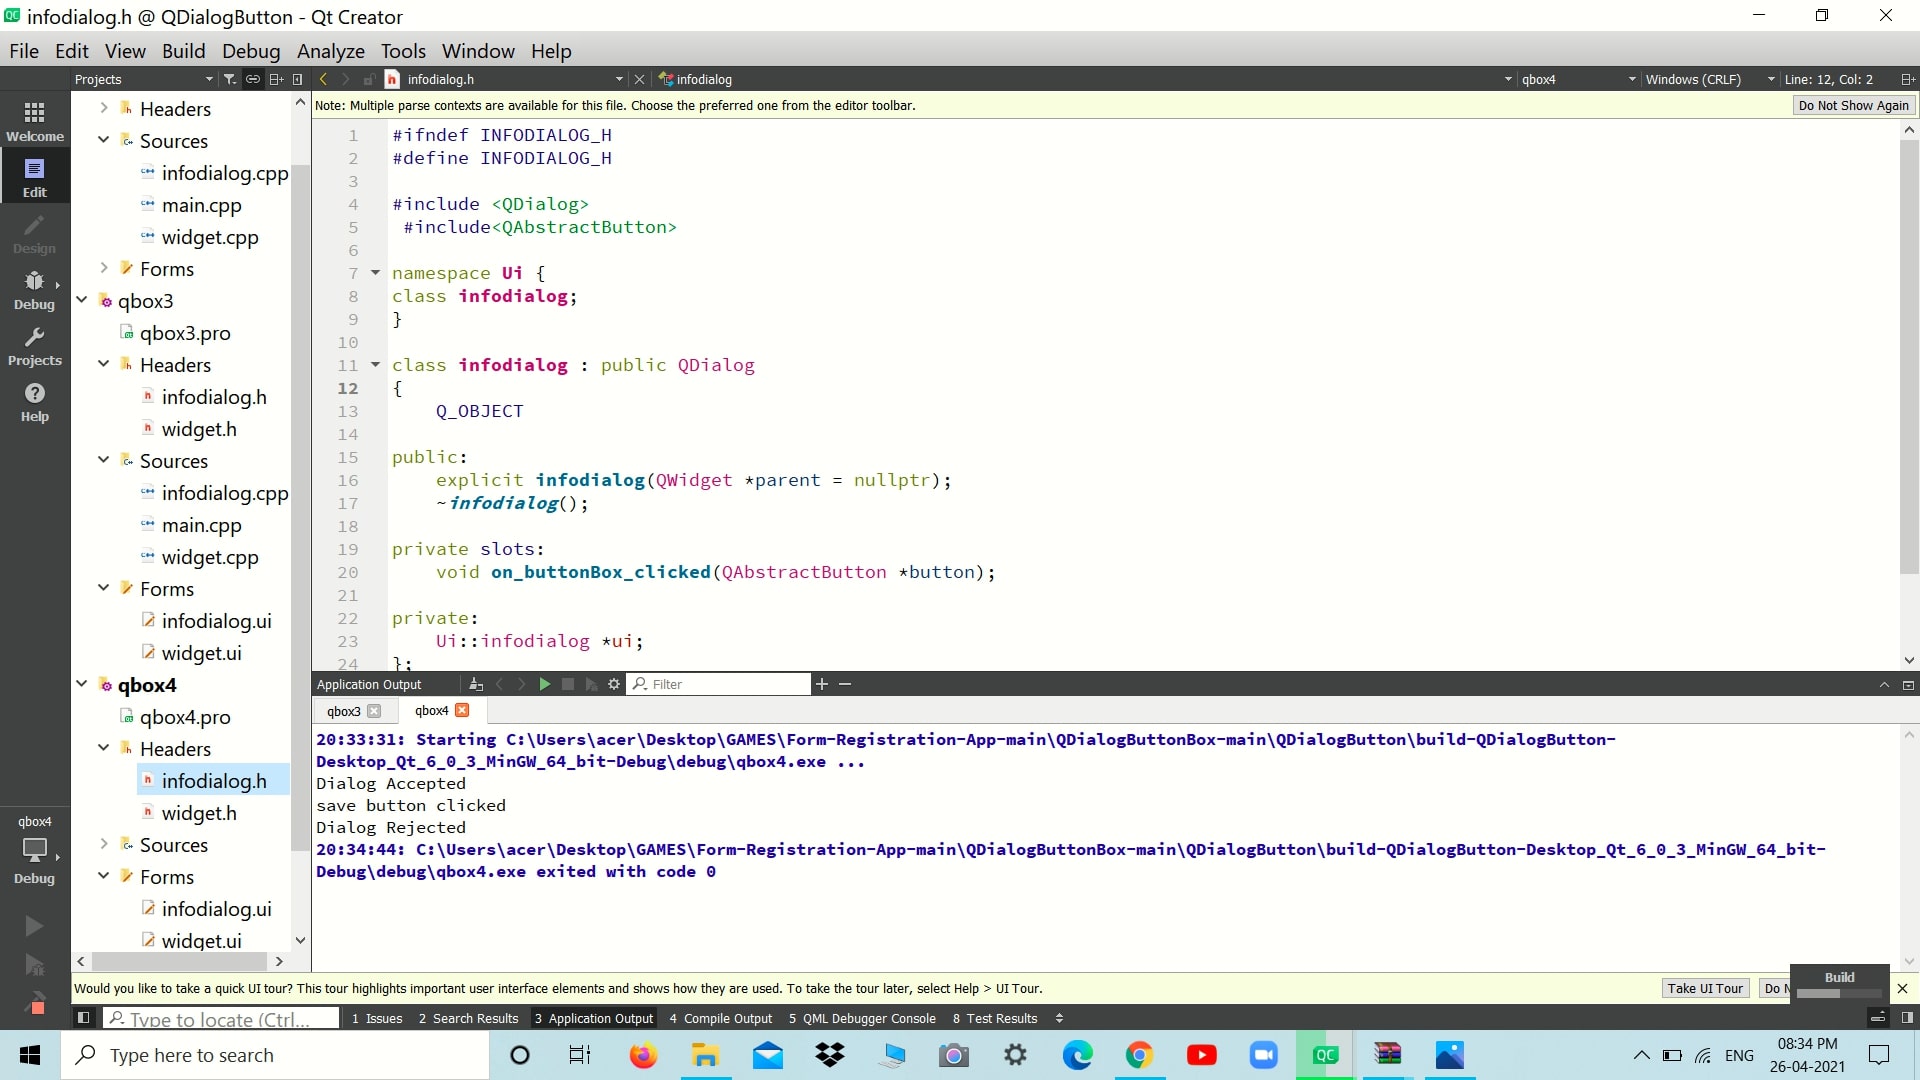 infodialog.h @ QDialogButton - Qt Creator
File Edit View Build Debug Analyze Tools Window Help
Projects
infodialog.h
infodialog
qbox4
Windows (CRLF)
Line: 12, Col: 2
Note: Multiple parse contexts are available for this file. Choose the preferred one from the editor toolbar.
Do Not Show Again
Welcome
Edit
Design
Debug
Projects
Help
qbox4
Debug
Headers
Sources
infodialog.cpp
main.cpp
widget.cpp
Forms
qbox3
qbox3.pro
Headers
infodialog.h
widget.h
Sources
infodialog.cpp
main.cpp
widget.cpp
Forms
infodialog.ui
widget.ui
qbox4
qbox4.pro
Headers
infodialog.h
widget.h
Sources
Forms
infodialog.ui
widget.ui
1 #ifndef INFODIALOG_H
2 #define INFODIALOG_H
3
4 #include <QDialog>
5 #include<QAbstractButton>
6
7 namespace Ui {
8 class infodialog;
9 }
10
11 class infodialog : public QDialog
12 {
13 Q_OBJECT
14
15 public:
16 explicit infodialog(QWidget *parent = nullptr);
17 ~infodialog();
18
19 private slots:
20 void on_buttonBox_clicked(QAbstractButton *button);
21
22 private:
23 Ui::infodialog *ui;
24 };
Application Output
Filter
qbox3
qbox4
20:33:31: Starting C:\Users\acer\Desktop\GAMES\Form-Registration-App-main\QDialogButtonBox-main\QDialogButton\build-QDialogButton-
Desktop_Qt_6_0_3_MinGW_64_bit-Debug\debug\qbox4.exe ...
Dialog Accepted
save button clicked
Dialog Rejected
20:34:44: C:\Users\acer\Desktop\GAMES\Form-Registration-App-main\QDialogButtonBox-main\QDialogButton\build-QDialogButton-Desktop_Qt_6_0_3_MinGW_64_bit-
Debug\debug\qbox4.exe exited with code 0
Would you like to take a quick UI tour? This tour highlights important user interface elements and shows how they are used. To take the tour later, select Help > UI Tour.
Take UI Tour
Do N
Build
Type to locate (Ctrl...
1 Issues
2 Search Results
3 Application Output
4 Compile Output
5 QML Debugger Console
8 Test Results
Type here to search
QC
ENG
08:34 PM
26-04-2021